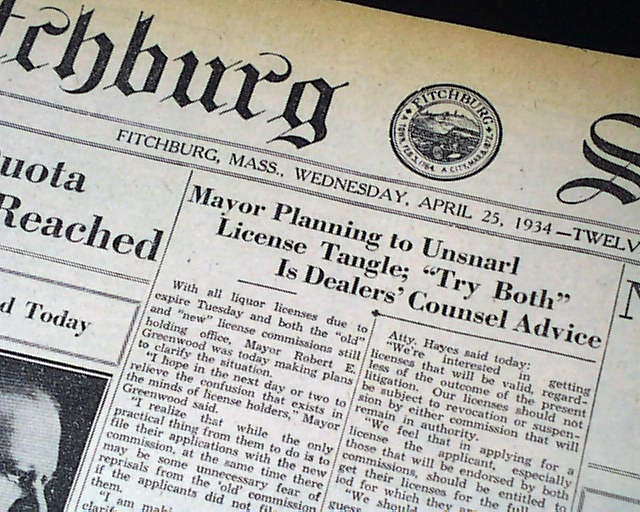 tchburg
FITCHBURG
S
FITCHBURG, MASS., WEDNESDAY, APRIL 25, 1934—TWELV
uota
Reached
d Today
Mayor Planning to Unsnarl
License Tangle; "Try Both"
Is Dealers' Counsel Advice
With all liquor licenses due to
expire Tuesday and both the "old"
and "new" license commissions still
holding office, Mayor Robert E.
Greenwood was today making plans
to clarify the situation.
"I hope in the next day or two to
relieve the confusion that exists in
the minds of license holders," Mayor
Greenwood said.
"I realize that while the only
practical thing from them to do is to
file their applications with the new
commission, at the same time there
may be some unnecessary fear of
reprisals from the 'old' commission
if the applicants did not fil
them.
"I am maki
clarif
Atty. Hayes said today:
"We're interested in getting
licenses that will be valid, regard-
less of the outcome of the present
litigation. Our licenses should not
be subject to revocation or suspen-
sion by either commission that will
remain in authority.
"We feel that in applying for a
license the applicant, especially
those that will be endorsed by both
commissions, should be entitled to
get their licenses for the full
iod for which they ar
guess
"We should